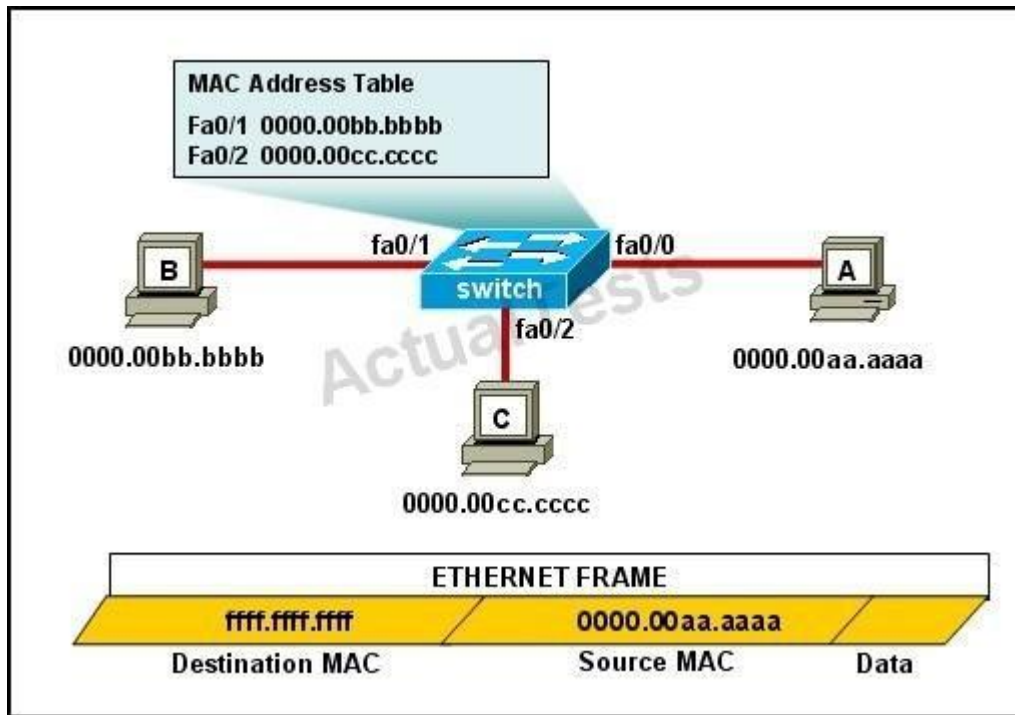 MAC Address Table
Fa0/1 0000.00bb.bbbb
Fa0/2 0000.00cc.cccc
fa0/1
fa0/0
B
switch
A
fa0/2
Actual Tests
0000.00bb.bbbb
0000.00aa.aaaa
C
0000.00cc.cccc
ETHERNET FRAME
ffff.ffff.ffff
0000.00aa.aaaa
Destination MAC
Source MAC
Data